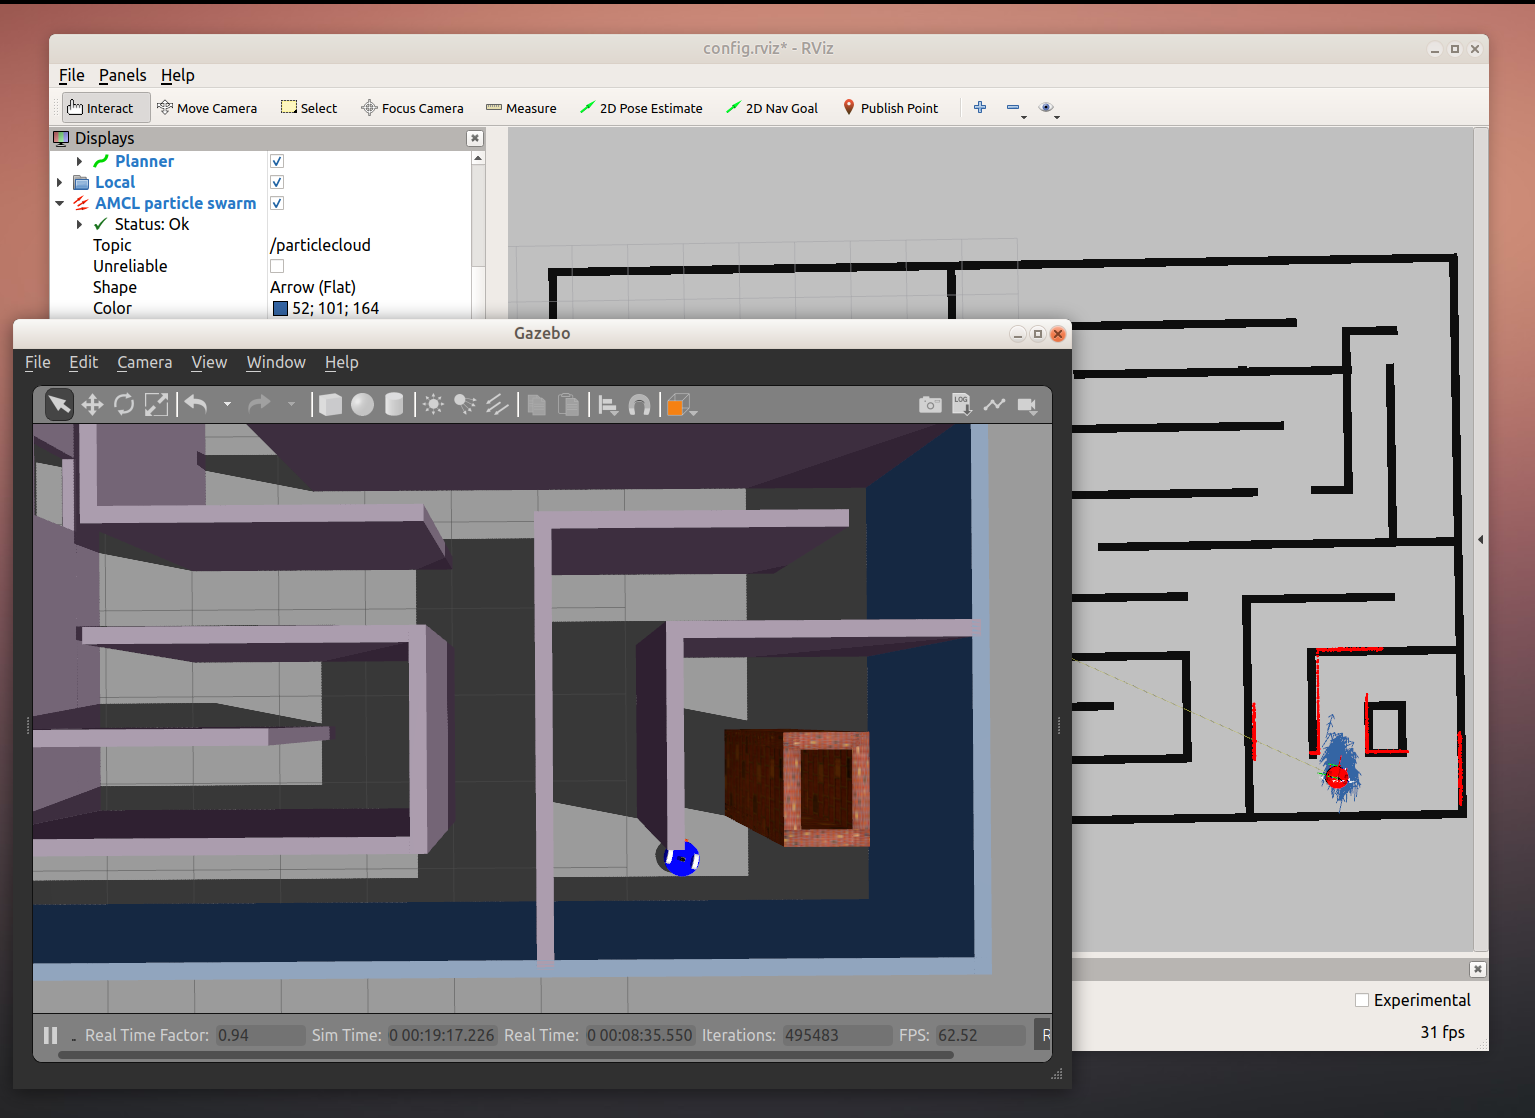 config.rviz* - RViz
File Panels Help
Interact Move Camera Select Focus Camera Measure 2D Pose Estimate 2D Nav Goal Publish Point
Displays
Planner
Local
AMCL particle swarm
Status: Ok
Topic /particlecloud
Unreliable
Shape Arrow (Flat)
Color 52; 101; 164
Gazebo
File Edit Camera View Window Help
LOG
Real Time Factor: 0.94 Sim Time: 0 00:19:17.226 Real Time: 0 00:08:35.550 Iterations: 495483 FPS: 62.52 R
Experimental
31 fps